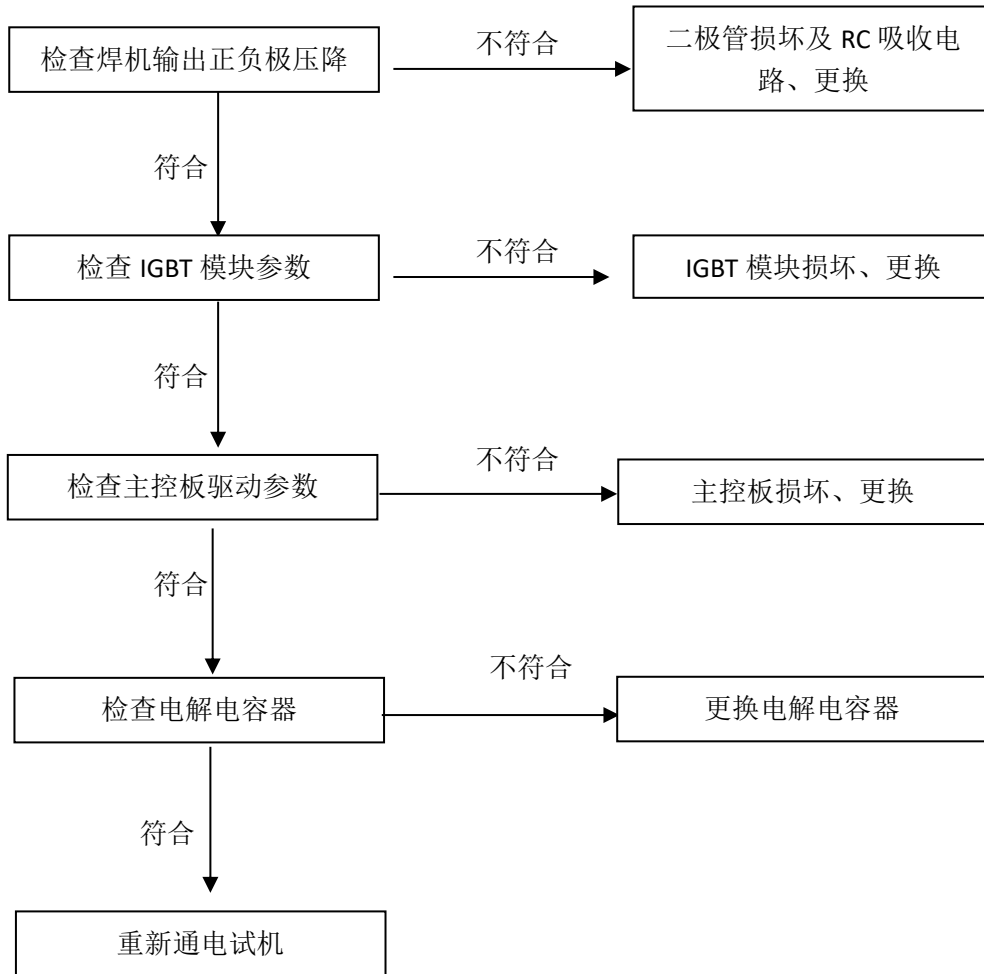 检查焊机输出正负极压降
不符合
二极管损坏及 RC 吸收电
路、更换
符合
检查 IGBT 模块参数
不符合
IGBT 模块损坏、更换
符合
检查主控板驱动参数
不符合
主控板损坏、更换
符合
检查电解电容器
不符合
更换电解电容器
符合
重新通电试机